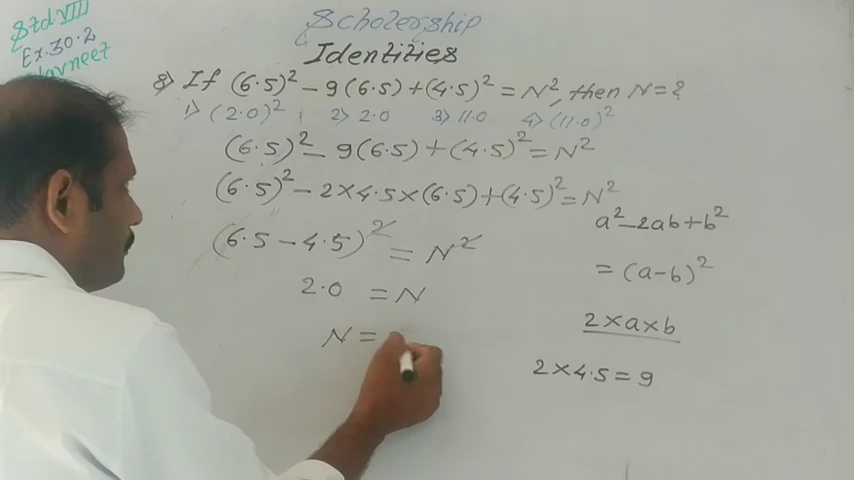 Std.VIII
Ex.30.2
Navneet
Scholership
Identities
8) If (6.5)² - 9(6.5) + (4.5)² = N², then N = ?
1) (2.0)² 2) 2.0 3) 11.0 4) (11.0)²
(6.5)² - 9(6.5) + (4.5)² = N²
(6.5)² - 2×4.5×(6.5) + (4.5)² = N²
(6.5 - 4.5)² = N²
2.0 = N
N =
a² - 2ab + b²
= (a-b)²
2×a×b
2×4.5 = 9